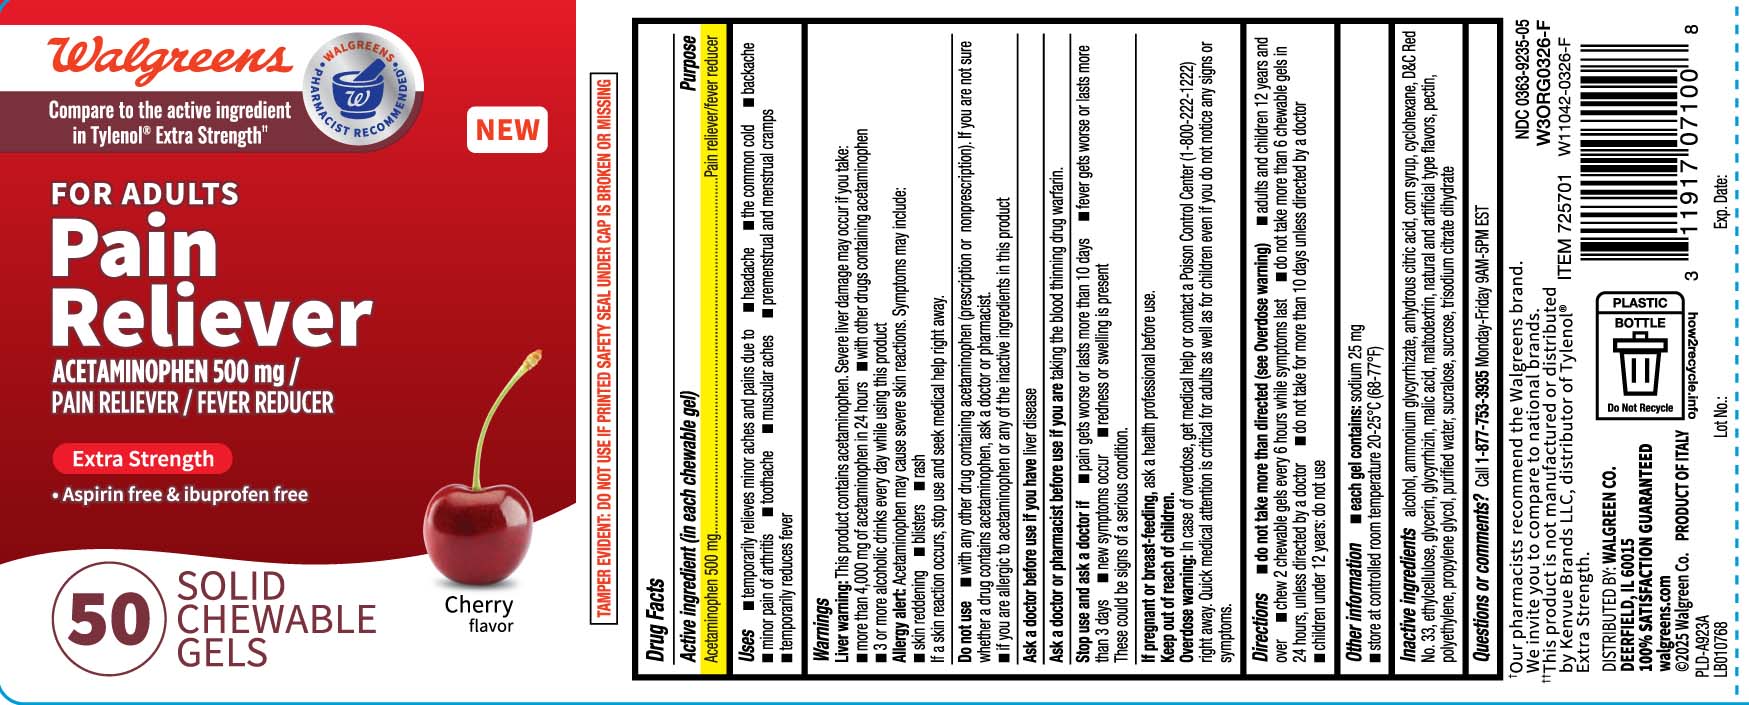 Walgreens
WALGREENS
PHARMACIST RECOMMENDED†
W
Compare to the active ingredient
in Tylenol® Extra Strength††
NEW
FOR ADULTS
Pain
Reliever
ACETAMINOPHEN 500 mg /
PAIN RELIEVER / FEVER REDUCER
Extra Strength
• Aspirin free & ibuprofen free
50
SOLID
CHEWABLE
GELS
Cherry
flavor
TAMPER EVIDENT: DO NOT USE IF PRINTED SAFETY SEAL UNDER CAP IS BROKEN OR MISSING
Drug Facts
Active ingredient (in each chewable gel) Purpose
Acetaminophen 500 mg....Pain reliever/fever reducer
Uses ■ temporarily relieves minor aches and pains due to ■ headache ■ the common cold ■ backache
■ minor pain of arthritis ■ toothache ■ muscular aches ■ premenstrual and menstrual cramps
■ temporarily reduces fever
Warnings
Liver warning: This product contains acetaminophen. Severe liver damage may occur if you take:
■ more than 4,000 mg of acetaminophen in 24 hours ■ with other drugs containing acetaminophen
■ 3 or more alcoholic drinks every day while using this product
Allergy alert: Acetaminophen may cause severe skin reactions. Symptoms may include:
■ skin reddening ■ blisters ■ rash
If a skin reaction occurs, stop use and seek medical help right away.
Do not use ■ with any other drug containing acetaminophen (prescription or nonprescription). If you are not sure
whether a drug contains acetaminophen, ask a doctor or pharmacist.
■ if you are allergic to acetaminophen or any of the inactive ingredients in this product
Ask a doctor before use if you have liver disease
Ask a doctor or pharmacist before use if you are taking the blood thinning drug warfarin.
Stop use and ask a doctor if ■ pain gets worse or lasts more than 10 days ■ fever gets worse or lasts more
than 3 days ■ new symptoms occur ■ redness or swelling is present
These could be signs of a serious condition.
If pregnant or breast-feeding, ask a health professional before use.
Keep out of reach of children.
Overdose warning: In case of overdose, get medical help or contact a Poison Control Center (1-800-222-1222)
right away. Quick medical attention is critical for adults as well as for children even if you do not notice any signs or
symptoms.
Directions ■ do not take more than directed (see Overdose warning) ■ adults and children 12 years and
over ■ chew 2 chewable gels every 6 hours while symptoms last ■ do not take more than 6 chewable gels in
24 hours, unless directed by a doctor ■ do not take for more than 10 days unless directed by a doctor
■ children under 12 years: do not use
Other information ■ each gel contains: sodium 25 mg
■ store at controlled room temperature 20-25°C (68-77°F)
Inactive ingredients alcohol, ammonium glycyrrhizate, anhydrous citric acid, corn syrup, cyclohexane, D&C Red
No. 33, ethylcellulose, glycerin, glycyrrhizin, malic acid, maltodextrin, natural and artificial type flavors, pectin,
polyethylene, propylene glycol, purified water, sucralose, sucrose, trisodium citrate dihydrate
Questions or comments? Call 1-877-753-3935 Monday-Friday 9AM-5PM EST
†Our pharmacists recommend the Walgreens brand.
We invite you to compare to national brands.
††This product is not manufactured or distributed
by Kenvue Brands LLC, distributor of Tylenol®
Extra Strength.
DISTRIBUTED BY: WALGREEN CO.
DEERFIELD, IL 60015
100% SATISFACTION GUARANTEED
walgreens.com
©2025 Walgreen Co. PRODUCT OF ITALY
PLD-A923A
LB010768
Lot No.:
Exp. Date:
PLASTIC
BOTTLE
Do Not Recycle
how2recycle.info
NDC 0363-9235-05
W3ORG0326-F
ITEM 725701 W11042-0326-F
3 11917 07100 8